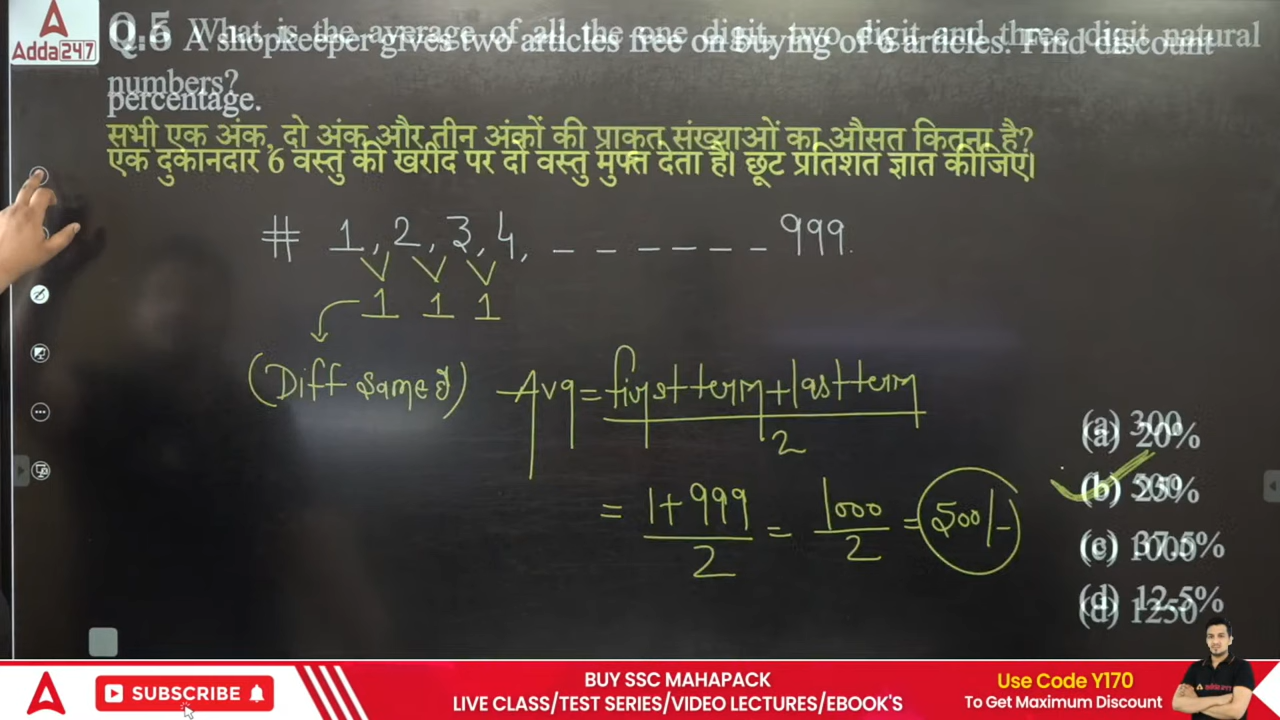 Adda247
Q.5 What is the average of all the one digit, two digit and three digit natural
Q.6 A shopkeeper gives two articles free on buying of 6 articles. Find discount
numbers?
percentage.
सभी एक अंक, दो अंक और तीन अंकों की प्राकृत संख्याओं का औसत कितना है?
एक दुकानदार 6 वस्तु की खरीद पर दो वस्तु मुफ्त देता है। छूट प्रतिशत ज्ञात कीजिए।
# 1, 2, 3, 4, _ _ _ _ _ _ 999.
1 1 1
(Diff same है) Avg = first term + last term
2
= 1 + 999 = 1000 = 500/-
2 2
(a) 300
(a) 20%
(b) 500
(b) 25%
(c) 1000
(c) 37.5%
(d) 12.5%
(d) 1250
SUBSCRIBE
BUY SSC MAHAPACK
LIVE CLASS/TEST SERIES/VIDEO LECTURES/EBOOK'S
Use Code Y170
To Get Maximum Discount